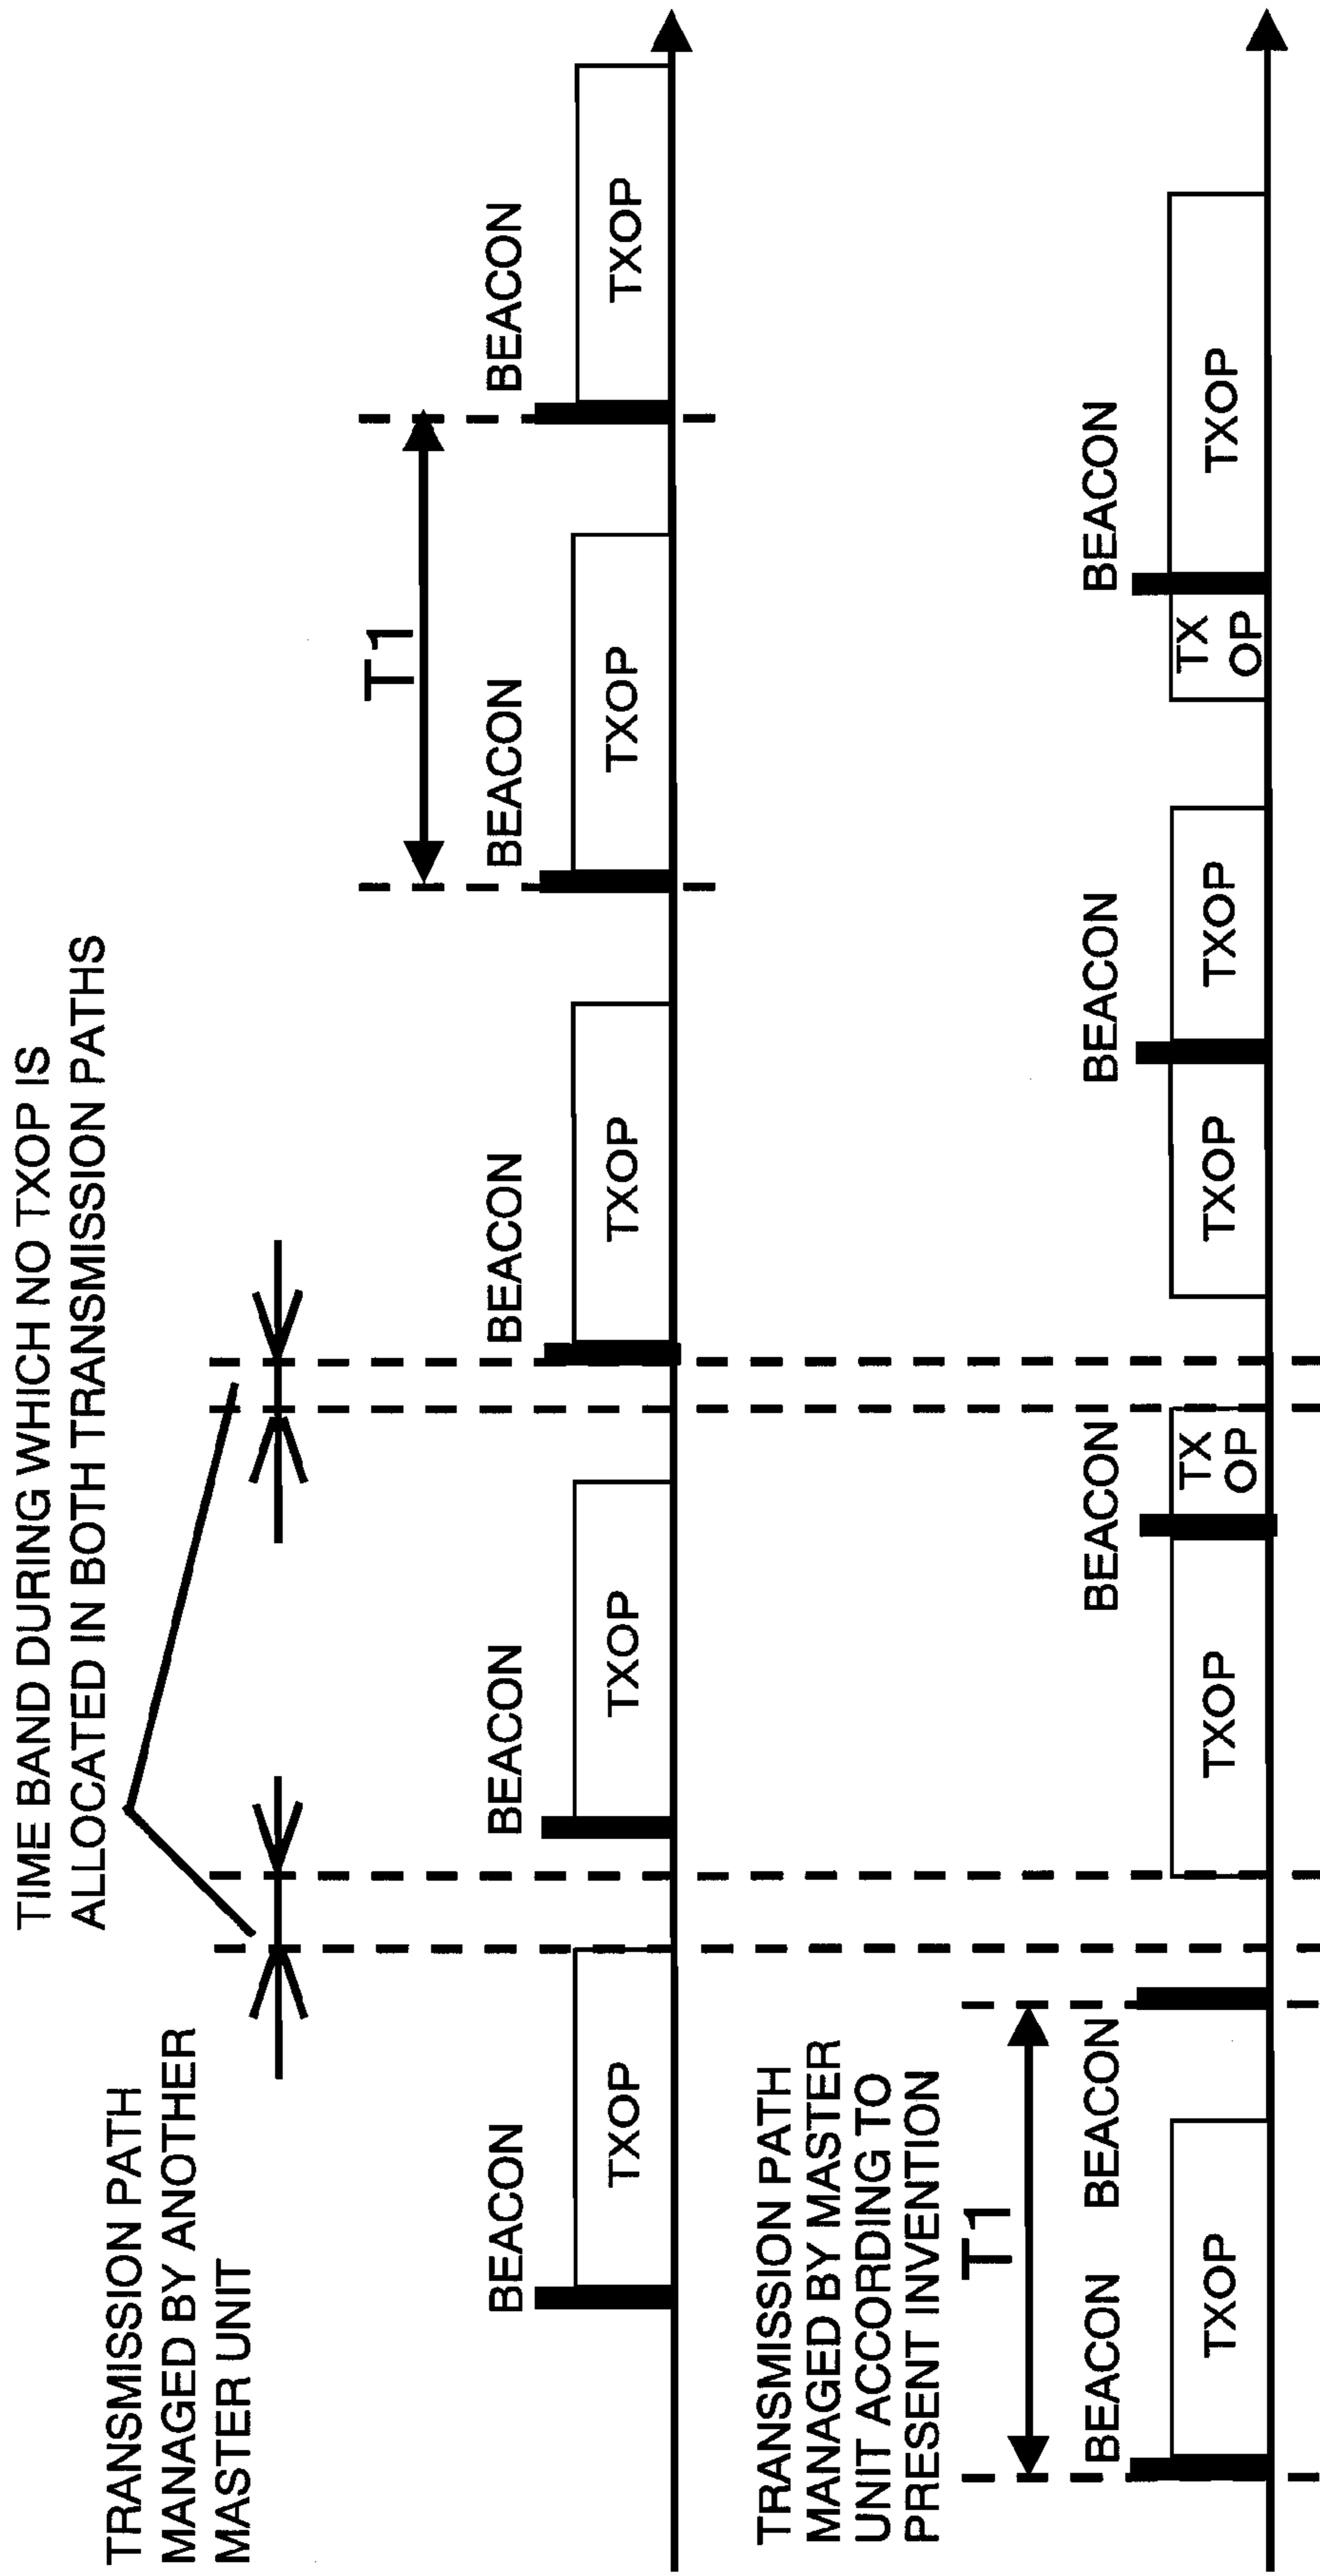 TIME BAND DURING WHICH NO TXOP IS
ALLOCATED IN BOTH TRANSMISSION PATHS
TRANSMISSION PATH
MANAGED BY ANOTHER
MASTER UNIT
T1
BEACON
BEACON
BEACON
BEACON
BEACON
TXOP
TXOP
TXOP
TXOP
TXOP
TRANSMISSION PATH
MANAGED BY MASTER
UNIT ACCORDING TO
PRESENT INVENTION
T1
BEACON
BEACON
BEACON
BEACON
BEACON
TXOP
TXOP
TX
OP
TXOP
TXOP
TX
OP
TXOP